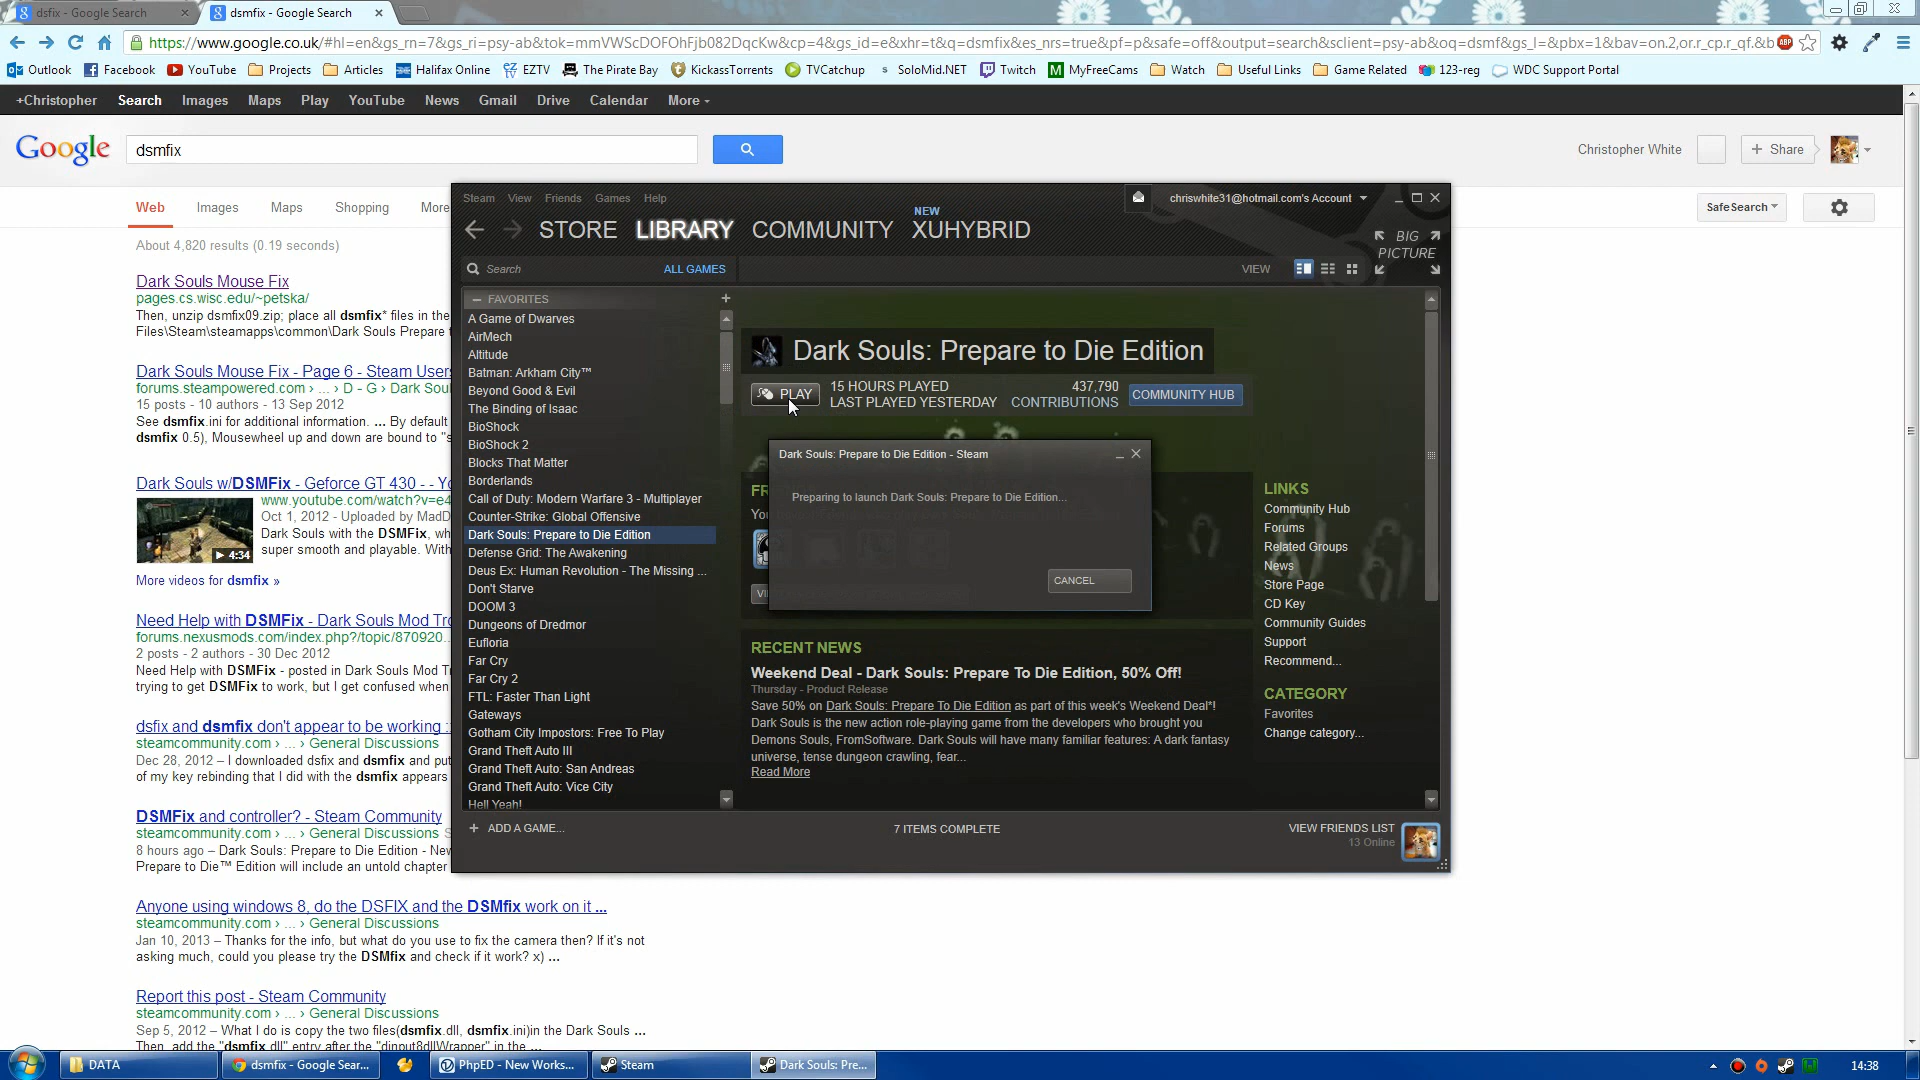 dsfix - Google Search
dsmfix - Google Search
https://www.google.co.uk/#hl=en&gs_rn=7&gs_ri=psy-ab&tok=mmVWScDOFOhFjb082DqcKw&cp=4&gs_id=e&xhr=t&q=dsmfix&es_nrs=true&pf=p&safe=off&output=search&sclient=psy-ab&oq=dsmf&gs_l=&pbx=1&bav=on.2,or.r_cp.r_qf.&b
Outlook Facebook YouTube Projects Articles Halifax Online EZTV The Pirate Bay KickassTorrents TVCatchup SoloMid.NET Twitch MyFreeCams Watch Useful Links Game Related 123-reg WDC Support Portal
+Christopher Search Images Maps Play YouTube News Gmail Drive Calendar More
Google dsmfix Christopher White + Share
Web Images Maps Shopping More SafeSearch
About 4,820 results (0.19 seconds)
Dark Souls Mouse Fix
pages.cs.wisc.edu/~petska/
Then, unzip dsmfix09.zip; place all dsmfix* files in the
Files\Steam\steamapps\common\Dark Souls Prepare t
Dark Souls Mouse Fix - Page 6 - Steam Users
forums.steampowered.com › ... › D - G › Dark Soul
15 posts - 10 authors - 13 Sep 2012
See dsmfix.ini for additional information. ... By default
dsmfix 0.5), Mousewheel up and down are bound to "s
Dark Souls w/DSMFix - Geforce GT 430 - - Yo
www.youtube.com/watch?v=e4
Oct 1, 2012 - Uploaded by MadD
Dark Souls with the DSMFix, wh
super smooth and playable. With
4:34
More videos for dsmfix »
Need Help with DSMFix - Dark Souls Mod Tro
forums.nexusmods.com/index.php?/topic/870920...
2 posts - 2 authors - 30 Dec 2012
Need Help with DSMFix - posted in Dark Souls Mod Tr
trying to get DSMFix to work, but I get confused when
dsfix and dsmfix don't appear to be working ::
steamcommunity.com › ... › General Discussions
Dec 28, 2012 – I downloaded dsfix and dsmfix and put
of my key rebinding that I did with the dsmfix appears
DSMFix and controller? - Steam Community
steamcommunity.com › ... › General Discussions S
8 hours ago – Dark Souls: Prepare to Die Edition - New
Prepare to Die™ Edition will include an untold chapter
Anyone using windows 8, do the DSFIX and the DSMfix work on it ...
steamcommunity.com › ... › General Discussions
Jan 10, 2013 – Thanks for the info, but what do you use to fix the camera then? If it's not
asking much, could you please try the DSMfix and check if it work? x) ...
Report this post - Steam Community
steamcommunity.com › ... › General Discussions
Sep 5, 2012 – What I do is copy the two files(dsmfix.dll, dsmfix.ini)in the Dark Souls ...
Then, add the "dsmfix.dll" entry after the "dinput8dllWrapper" in the ...
Steam View Friends Games Help
chriswhite31@hotmail.com's Account
STORE LIBRARY COMMUNITY NEW XUHYBRID
BIG PICTURE
Search ALL GAMES VIEW
FAVORITES
A Game of Dwarves
AirMech
Altitude
Batman: Arkham City™
Beyond Good & Evil
The Binding of Isaac
BioShock
BioShock 2
Blocks That Matter
Borderlands
Call of Duty: Modern Warfare 3 - Multiplayer
Counter-Strike: Global Offensive
Dark Souls: Prepare to Die Edition
Defense Grid: The Awakening
Deus Ex: Human Revolution - The Missing ...
Don't Starve
DOOM 3
Dungeons of Dredmor
Eufloria
Far Cry
Far Cry 2
FTL: Faster Than Light
Gateways
Gotham City Impostors: Free To Play
Grand Theft Auto III
Grand Theft Auto: San Andreas
Grand Theft Auto: Vice City
Hell Yeah!
Dark Souls: Prepare to Die Edition
PLAY
15 HOURS PLAYED
LAST PLAYED YESTERDAY
437,790
CONTRIBUTIONS
COMMUNITY HUB
Dark Souls: Prepare to Die Edition - Steam
Preparing to launch Dark Souls: Prepare to Die Edition...
CANCEL
FR
You
VI
LINKS
Community Hub
Forums
Related Groups
News
Store Page
CD Key
Community Guides
Support
Recommend...
CATEGORY
Favorites
Change category...
RECENT NEWS
Weekend Deal - Dark Souls: Prepare To Die Edition, 50% Off!
Thursday - Product Release
Save 50% on Dark Souls: Prepare To Die Edition as part of this week's Weekend Deal*!
Dark Souls is the new action role-playing game from the developers who brought you
Demons Souls, FromSoftware. Dark Souls will have many familiar features: A dark fantasy
universe, tense dungeon crawling, fear...
Read More
+ ADD A GAME...
7 ITEMS COMPLETE
VIEW FRIENDS LIST
13 Online
DATA
dsmfix - Google Sear...
PhpED - New Works...
Steam
Dark Souls: Pre...
14:38